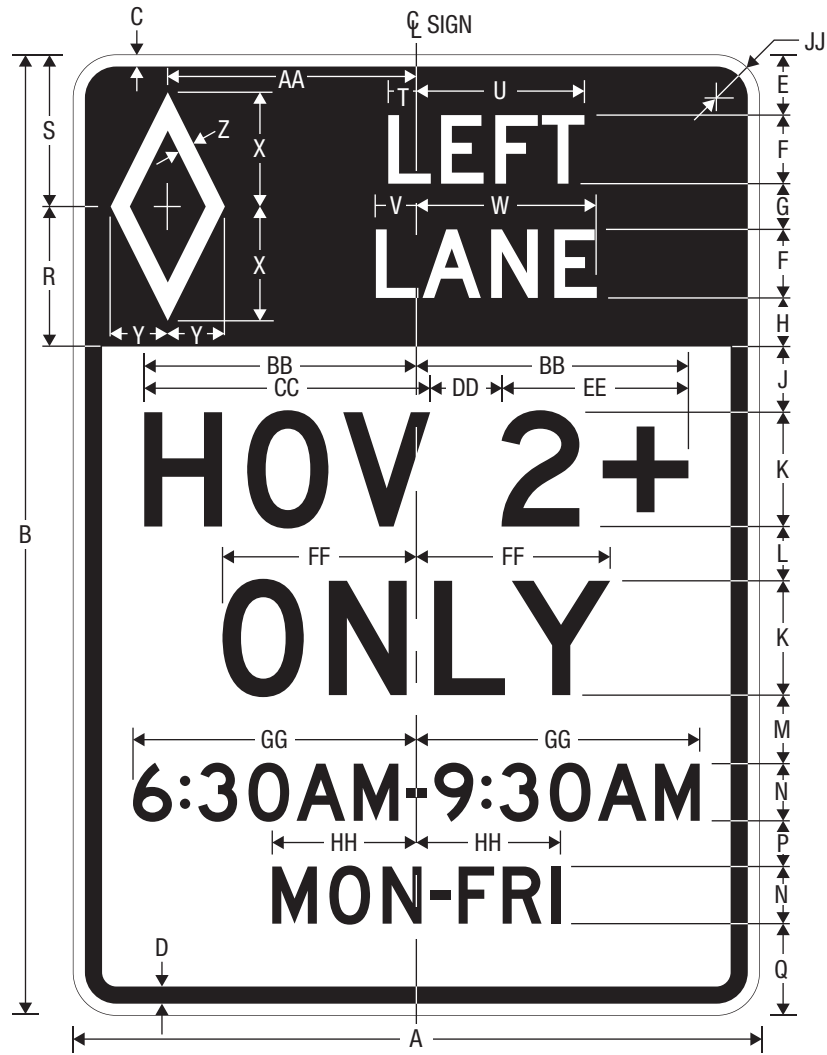 C
℄ SIGN
JJ
AA
E
S
T
U
Z
X
LEFT
F
G
V
W
R
X
LANE
F
Y
Y
H
BB
BB
J
CC
DD
EE
HOV 2+
K
B
L
FF
FF
ONLY
K
M
GG
GG
6:30AM-9:30AM
N
HH
HH
P
MON-FRI
N
D
Q
A